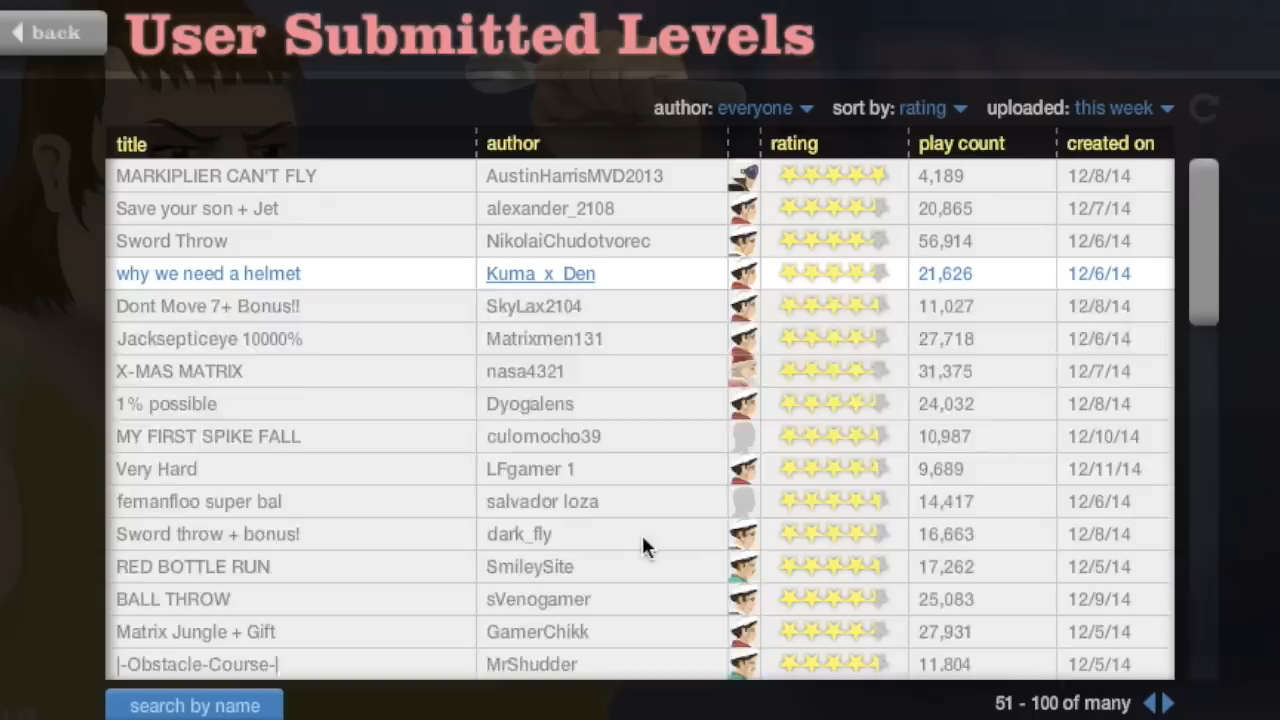 back
User Submitted Levels
author: everyone sort by: rating uploaded: this week
title author rating play count created on
MARKIPLIER CAN'T FLY AustinHarrisMVD2013 4,189 12/8/14
Save your son + Jet alexander_2108 20,865 12/7/14
Sword Throw NikolaiChudotvorec 56,914 12/6/14
why we need a helmet Kuma_x_Den 21,626 12/6/14
Dont Move 7+ Bonus!! SkyLax2104 11,027 12/8/14
Jacksepticeye 10000% Matrixmen131 27,718 12/6/14
X-MAS MATRIX nasa4321 31,375 12/7/14
1% possible Dyogalens 24,032 12/8/14
MY FIRST SPIKE FALL culomocho39 10,987 12/10/14
Very Hard LFgamer 1 9,689 12/11/14
fernanfloo super bal salvador loza 14,417 12/6/14
Sword throw + bonus! dark_fly 16,663 12/8/14
RED BOTTLE RUN SmileySite 17,262 12/5/14
BALL THROW sVenogamer 25,083 12/9/14
Matrix Jungle + Gift GamerChikk 27,931 12/5/14
|-Obstacle-Course-| MrShudder 11,804 12/5/14
search by name 51 - 100 of many